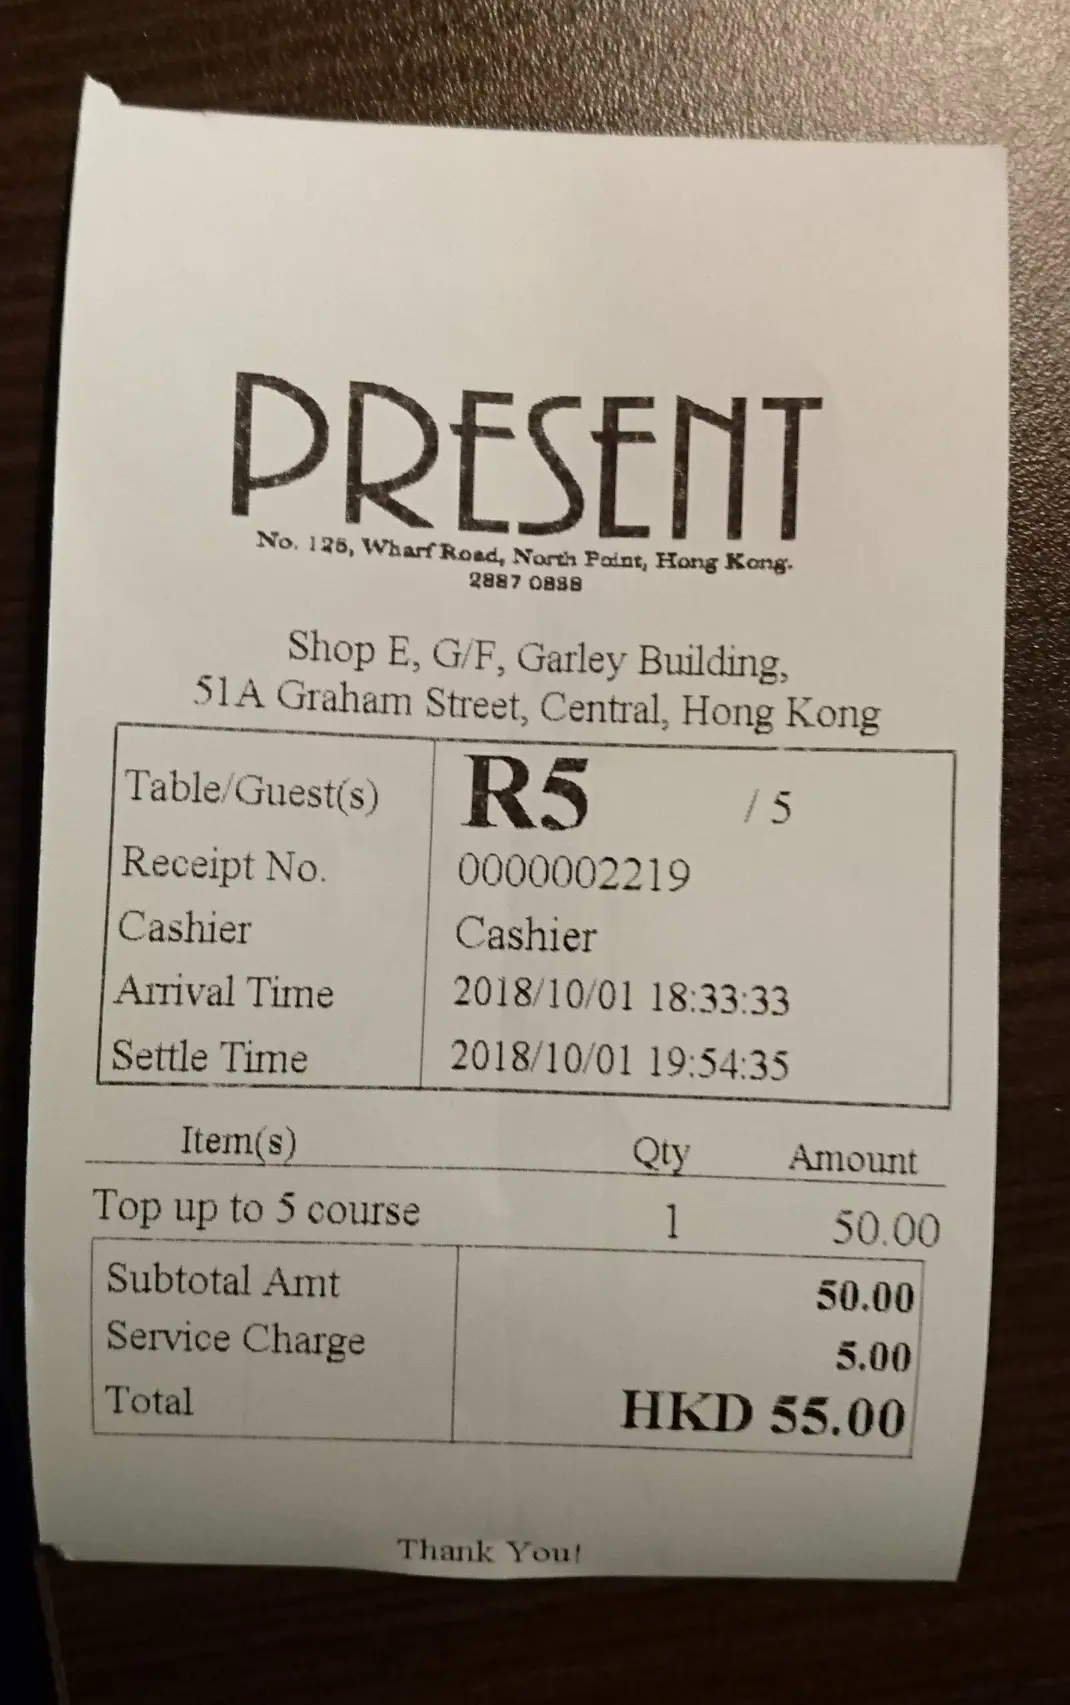 PRESENT
No. 125, Wharf Road, North Point, Hong Kong.
2887 0888
Shop E, G/F, Garley Building,
51A Graham Street, Central, Hong Kong
Table/Guest(s) R5 / 5
Receipt No. 0000002219
Cashier Cashier
Arrival Time 2018/10/01 18:33:33
Settle Time 2018/10/01 19:54:35
Item(s) Qty Amount
Top up to 5 course 1 50.00
Subtotal Amt 50.00
Service Charge 5.00
Total HKD 55.00
Thank You!